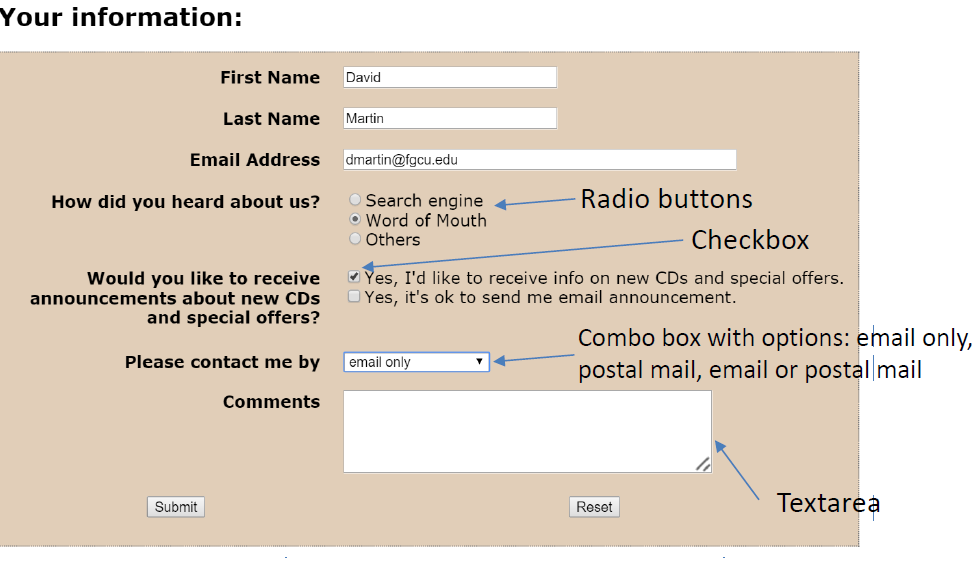 Your information:
First Name David
Last Name Martin
Email Address dmartin@fgcu.edu
How did you heard about us? Search engine
Word of Mouth
Others
Radio buttons
Checkbox
Would you like to receive
announcements about new CDs
and special offers?
Yes, I'd like to receive info on new CDs and special offers.
Yes, it's ok to send me email announcement.
Please contact me by email only
Combo box with options: email only,
postal mail, email or postal mail
Comments
Textarea
Submit Reset